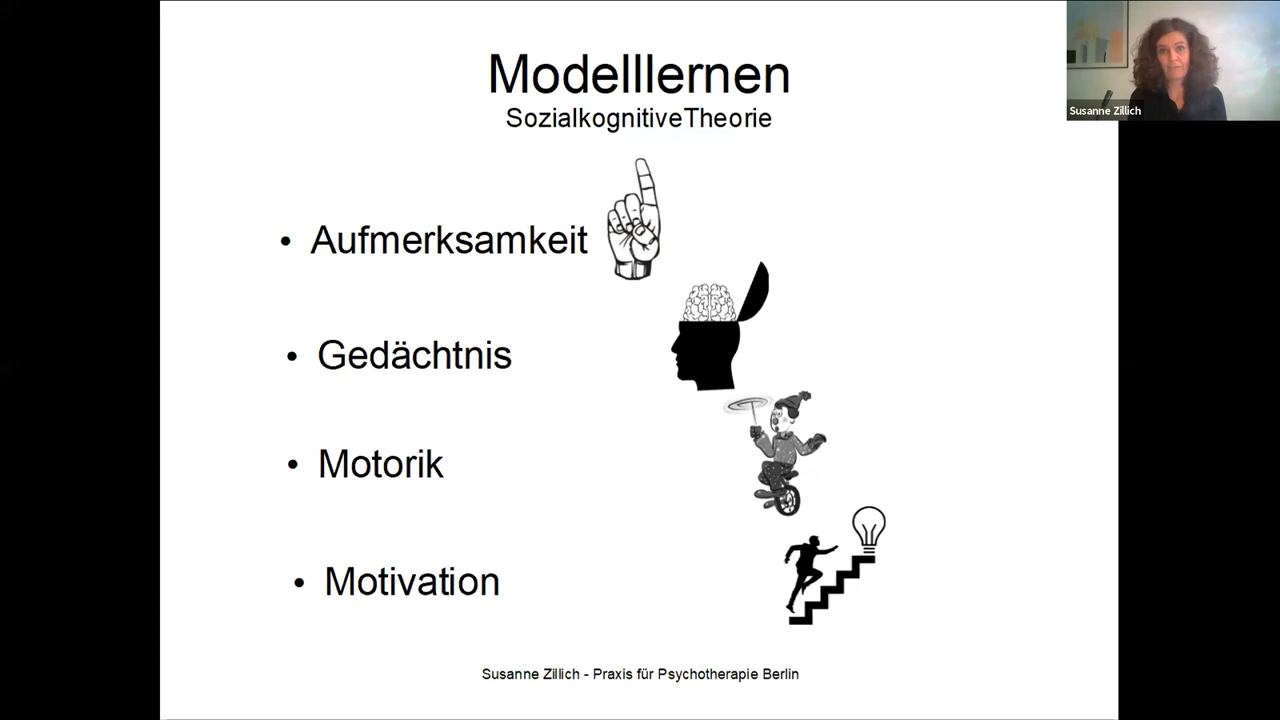 Modelllernen
SozialkognitiveTheorie
Susanne Zillich
• Aufmerksamkeit
• Gedächtnis
• Motorik
• Motivation
Susanne Zillich - Praxis für Psychotherapie Berlin